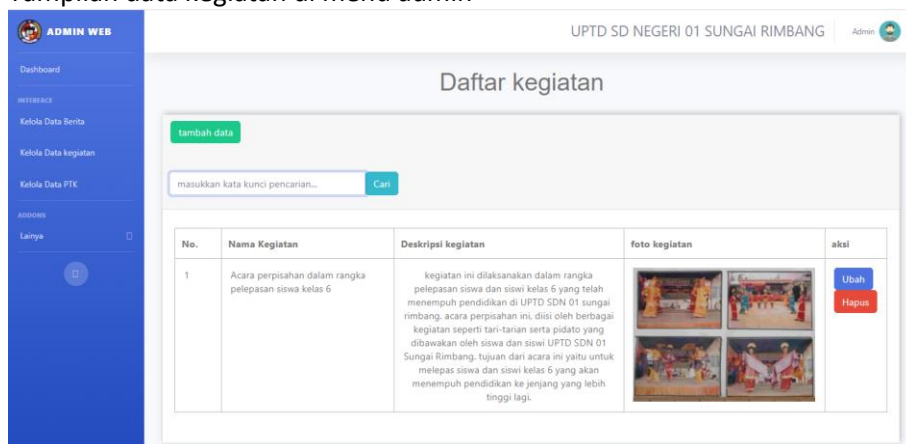 Tampilan data kegiatan di menu admin
ADMIN WEB
UPTD SD NEGERI 01 SUNGAI RIMBANG
Admin
Dashboard
INTERFACE
Kelola Data Berita
Kelola Data kegiatan
Kelola Data PTK
ADDONS
Lainya
Daftar kegiatan
tambah data
masukkan kata kunci pencarian...
Cari
No.
Nama Kegiatan
Deskripsi kegiatan
foto kegiatan
aksi
1
Acara perpisahan dalam rangka
pelepasan siswa kelas 6
kegiatan ini dilaksanakan dalam rangka
pelepasan siswa dan siswi kelas 6 yang telah
menempuh pendidikan di UPTD SDN 01 sungai
rimbang. acara perpisahan ini, diisi oleh berbagai
kegiatan seperti tari-tarian serta pidato yang
dibawakan oleh siswa dan siswi UPTD SDN 01
Sungai Rimbang. tujuan dari acara ini yaitu untuk
melepas siswa dan siswi kelas 6 yang akan
menempuh pendidikan ke jenjang yang lebih
tinggi lagi.
Ubah
Hapus